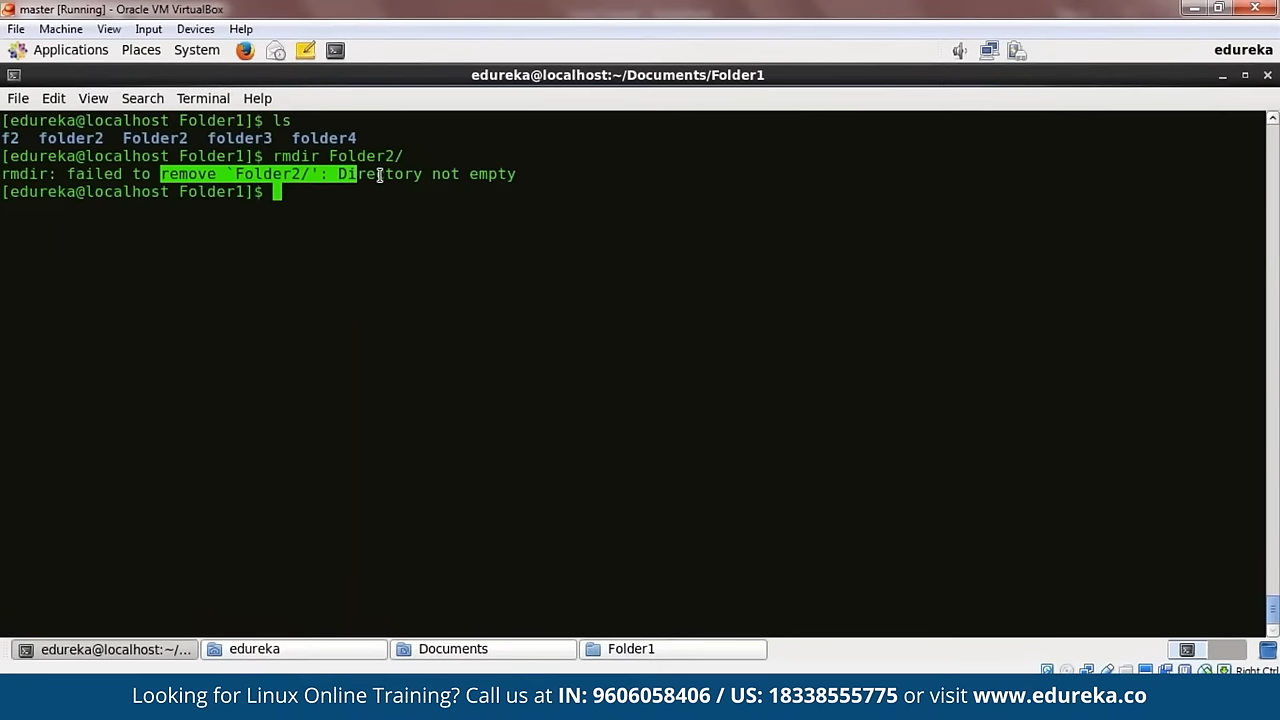 master [Running] - Oracle VM VirtualBox
File Machine View Input Devices Help
Applications Places System edureka
edureka@localhost:~/Documents/Folder1
File Edit View Search Terminal Help
[edureka@localhost Folder1]$ ls
f2 folder2 Folder2 folder3 folder4
[edureka@localhost Folder1]$ rmdir Folder2/
rmdir: failed to remove `Folder2/': Directory not empty
[edureka@localhost Folder1]$
edureka@localhost:~/... edureka Documents Folder1
Right Ctrl
Looking for Linux Online Training? Call us at IN: 9606058406 / US: 18338555775 or visit www.edureka.co